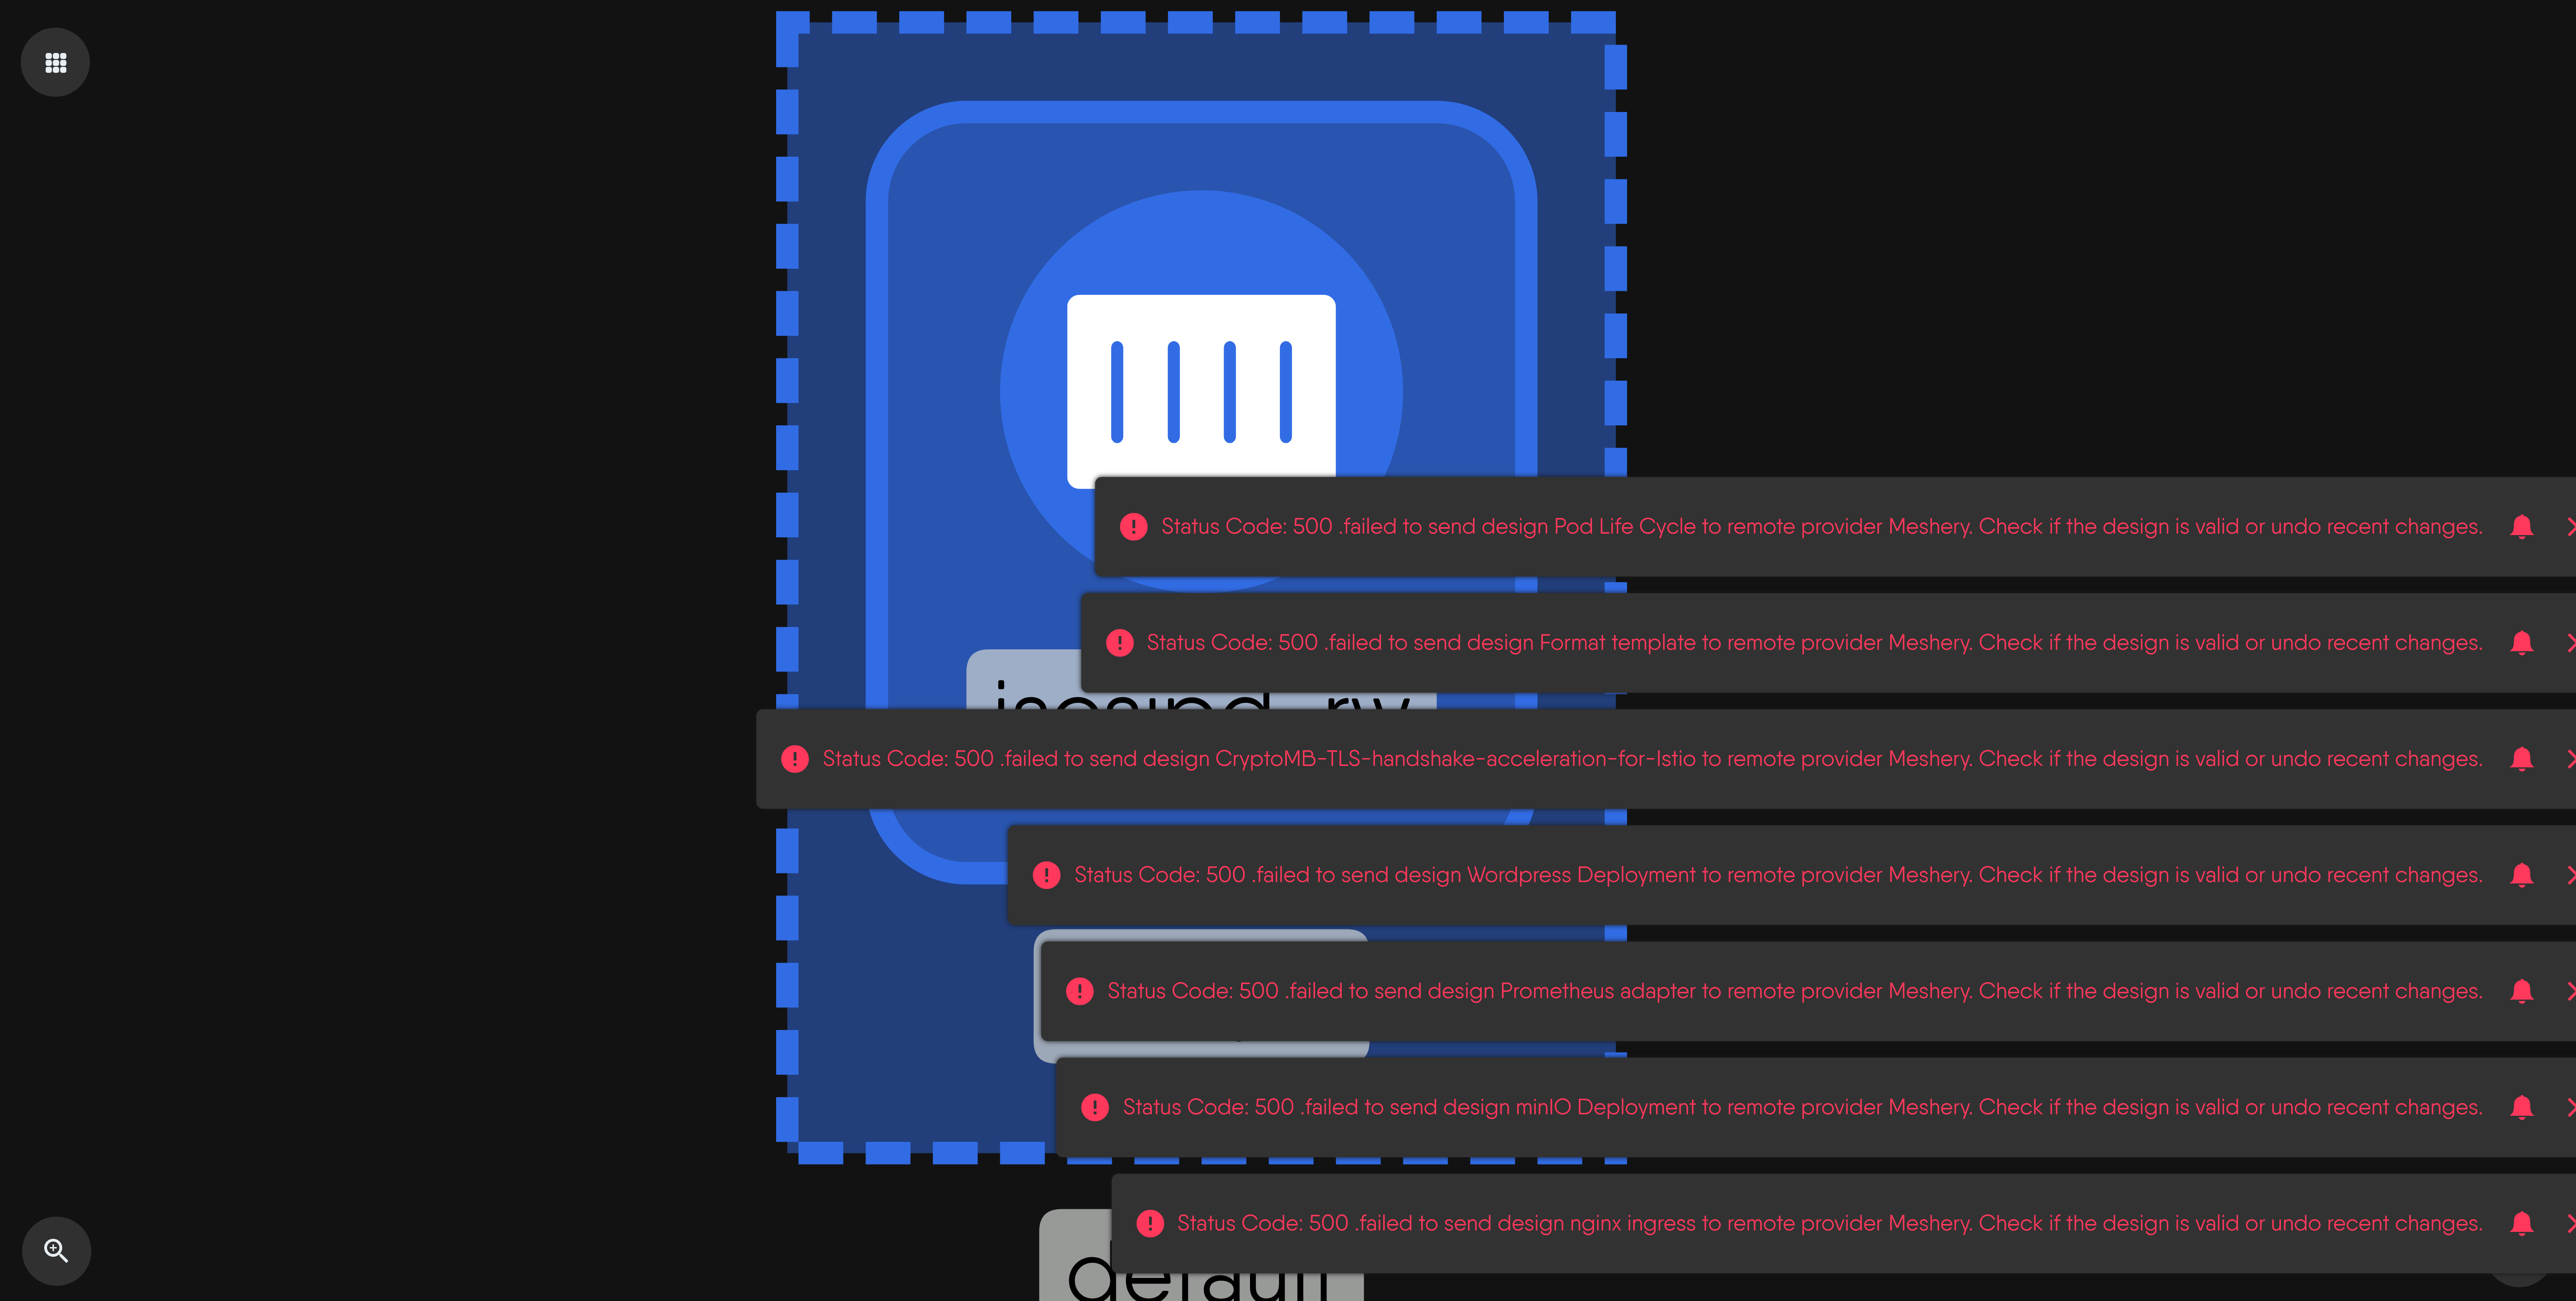 Status Code: 500 .failed to send design Pod Life Cycle to remote provider Meshery. Check if the design is valid or undo recent changes.
Status Code: 500 .failed to send design Format template to remote provider Meshery. Check if the design is valid or undo recent changes.
Status Code: 500 .failed to send design CryptoMB-TLS-handshake-acceleration-for-Istio to remote provider Meshery. Check if the design is valid or undo recent changes.
Status Code: 500 .failed to send design Wordpress Deployment to remote provider Meshery. Check if the design is valid or undo recent changes.
Status Code: 500 .failed to send design Prometheus adapter to remote provider Meshery. Check if the design is valid or undo recent changes.
Status Code: 500 .failed to send design minIO Deployment to remote provider Meshery. Check if the design is valid or undo recent changes.
Status Code: 500 .failed to send design nginx ingress to remote provider Meshery. Check if the design is valid or undo recent changes.
default